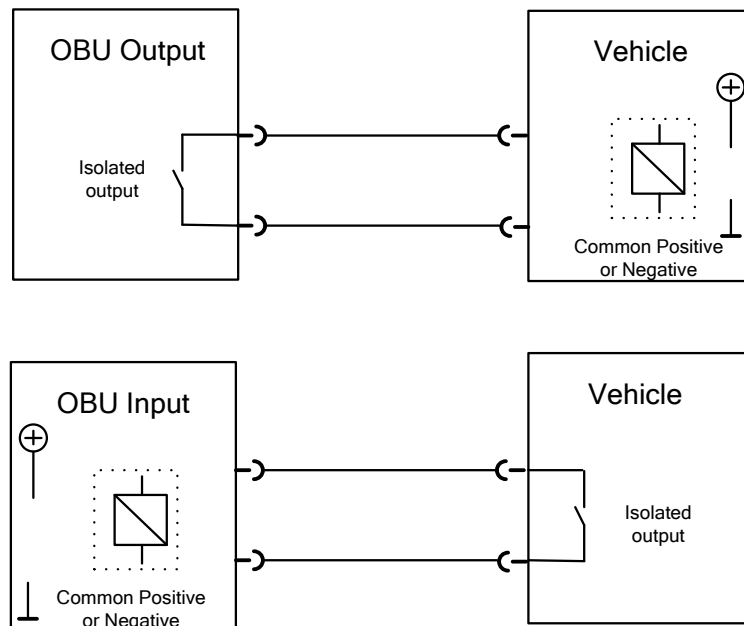 OBU Output
Isolated
output
Vehicle
Common Positive
or Negative
OBU Input
Common Positive
or Negative
Vehicle
Isolated
output